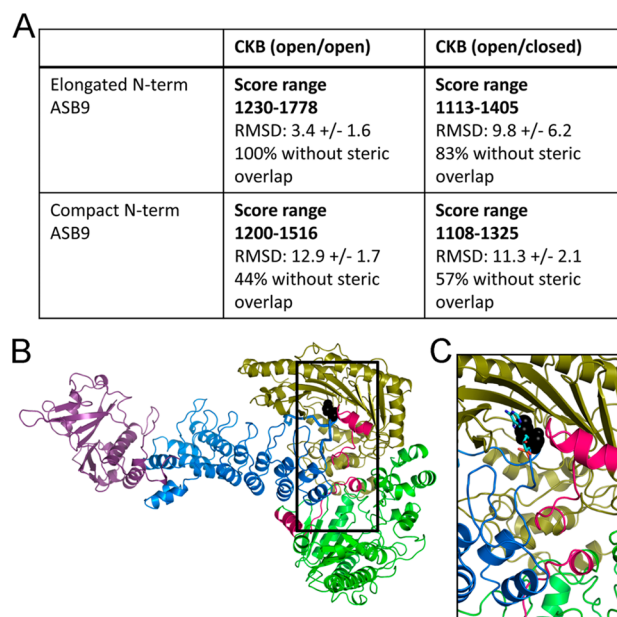 A
CKB (open/open)
CKB (open/closed)
Elongated N-term
ASB9
Score range
1230-1778
RMSD: 3.4 +/- 1.6
100% without steric
overlap
Score range
1113-1405
RMSD: 9.8 +/- 6.2
83% without steric
overlap
Compact N-term
ASB9
Score range
1200-1516
RMSD: 12.9 +/- 1.7
44% without steric
overlap
Score range
1108-1325
RMSD: 11.3 +/- 2.1
57% without steric
overlap
B
C